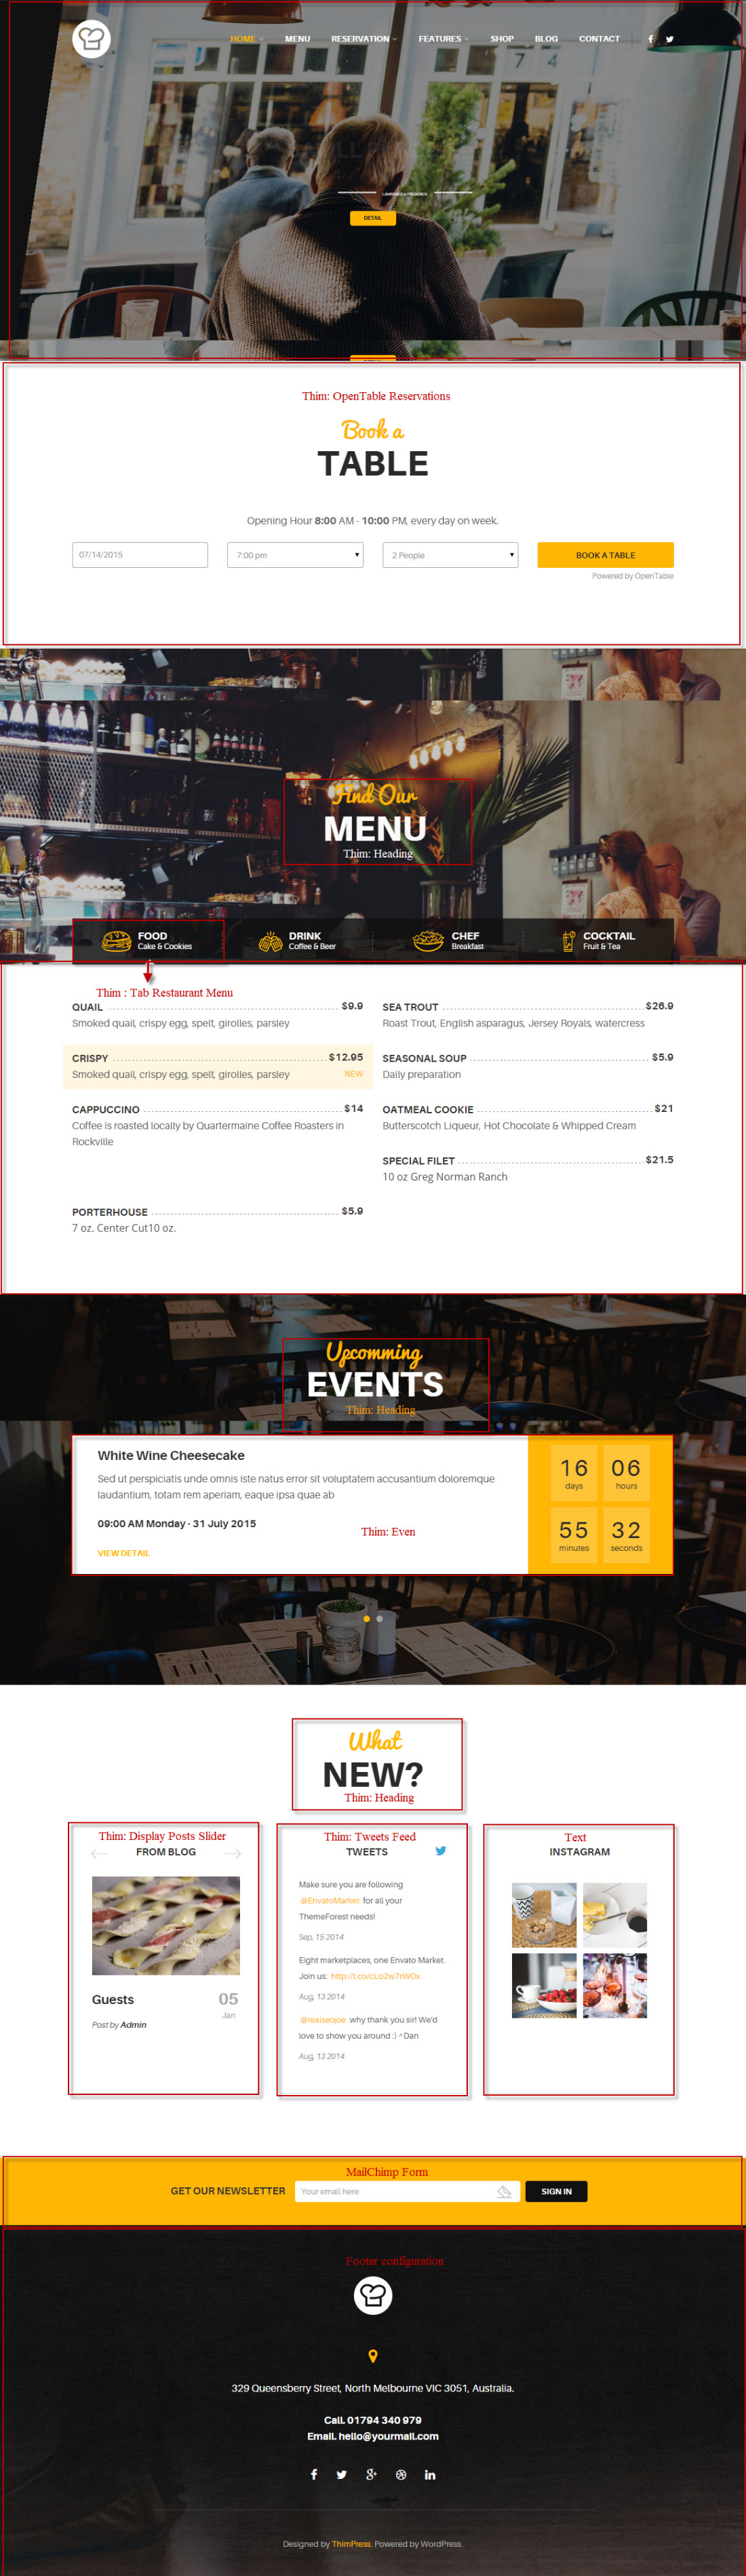 HOME MENU RESERVATION FEATURES SHOP BLOG CONTACT
DETAIL
Thim: OpenTable Reservations
Book a
TABLE
Opening Hour 8:00 AM - 10:00 PM, every day on week.
07/14/2015 7:00 pm 2 People BOOK A TABLE
Powered by OpenTable
Find Our
MENU
Thim: Heading
FOOD
Cake & Cookies
DRINK
Coffee & Beer
CHEF
Breakfast
COCKTAIL
Fruit & Tea
Thim : Tab Restaurant Menu
QUAIL $9.9
Smoked quail, crispy egg, spelt, girolles, parsley
SEA TROUT $26.9
Roast Trout, English asparagus, Jersey Royals, watercress
CRISPY $12.95
Smoked quail, crispy egg, spelt, girolles, parsley NEW
SEASONAL SOUP $5.9
Daily preparation
CAPPUCCINO $14
Coffee is roasted locally by Quartermaine Coffee Roasters in
Rockville
OATMEAL COOKIE $21
Butterscotch Liqueur, Hot Chocolate & Whipped Cream
SPECIAL FILET $21.5
10 oz Greg Norman Ranch
PORTERHOUSE $5.9
7 oz. Center Cut10 oz.
Upcomming
EVENTS
Thim: Heading
White Wine Cheesecake
Sed ut perspiciatis unde omnis iste natus error sit voluptatem accusantium doloremque
laudantium, totam rem aperiam, eaque ipsa quae ab
09:00 AM Monday - 31 July 2015
Thim: Even
VIEW DETAIL
16 06
days hours
55 32
minutes seconds
What
NEW?
Thim: Heading
Thim: Display Posts Slider
FROM BLOG
Guests 05
Jan
Post by Admin
Thim: Tweets Feed
TWEETS
Make sure you are following
@EnvatoMarket for all your
ThemeForest needs!
Sep, 15 2014
Eight marketplaces, one Envato Market.
Join us: http://t.co/cLo2w7rWOx
Aug, 13 2014
@realseojoe why thank you sir! We'd
love to show you around :) ^Dan
Aug, 13 2014
Text
INSTAGRAM
MailChimp Form
GET OUR NEWSLETTER Your email here SIGN IN
Footer configuration
329 Queensberry Street, North Melbourne VIC 3051, Australia.
Call. 01794 340 979
Email. hello@yourmail.com
Designed by ThimPress. Powered by WordPress.